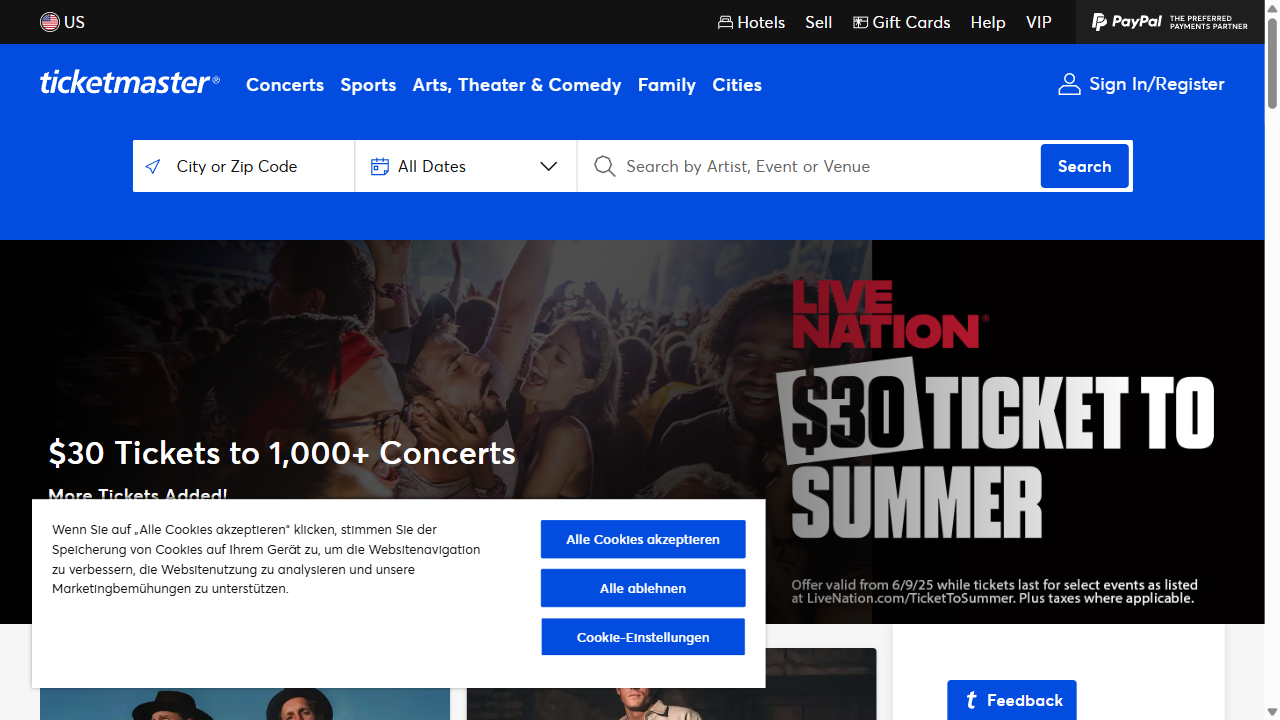 US
Hotels
Sell
Gift Cards
Help
VIP
PayPal
THE PREFERRED
PAYMENTS PARTNER
ticketmaster®
Concerts
Sports
Arts, Theater & Comedy
Family
Cities
Sign In/Register
City or Zip Code
All Dates
Search by Artist, Event or Venue
Search
LIVE
NATION®
$30 TICKET TO
SUMMER
$30 Tickets to 1,000+ Concerts
More Tickets Added!
Offer valid from 6/9/25 while tickets last for select events as listed
at LiveNation.com/TicketToSummer. Plus taxes where applicable.
Wenn Sie auf „Alle Cookies akzeptieren“ klicken, stimmen Sie der
Speicherung von Cookies auf Ihrem Gerät zu, um die Websitenavigation
zu verbessern, die Websitenutzung zu analysieren und unsere
Marketingbemühungen zu unterstützen.
Alle Cookies akzeptieren
Alle ablehnen
Cookie-Einstellungen
t Feedback